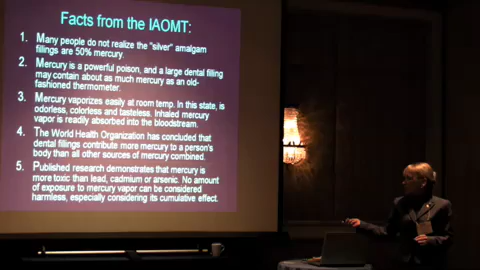 Facts from the IAOMT:
1. Many people do not realize the "silver" amalgam
fillings are 50% mercury.
2. Mercury is a powerful poison, and a large dental filling
may contain about as much mercury as an old-
fashioned thermometer.
3. Mercury vaporizes easily at room temp. In this state, is
odorless, colorless and tasteless. Inhaled mercury
vapor is readily absorbed into the bloodstream.
4. The World Health Organization has concluded that
dental fillings contribute more mercury to a person's
body than all other sources of mercury combined.
5. Published research demonstrates that mercury is
more toxic than lead, cadmium or arsenic. No amount
of exposure to mercury vapor can be considered
harmless, especially considering its cumulative effect.